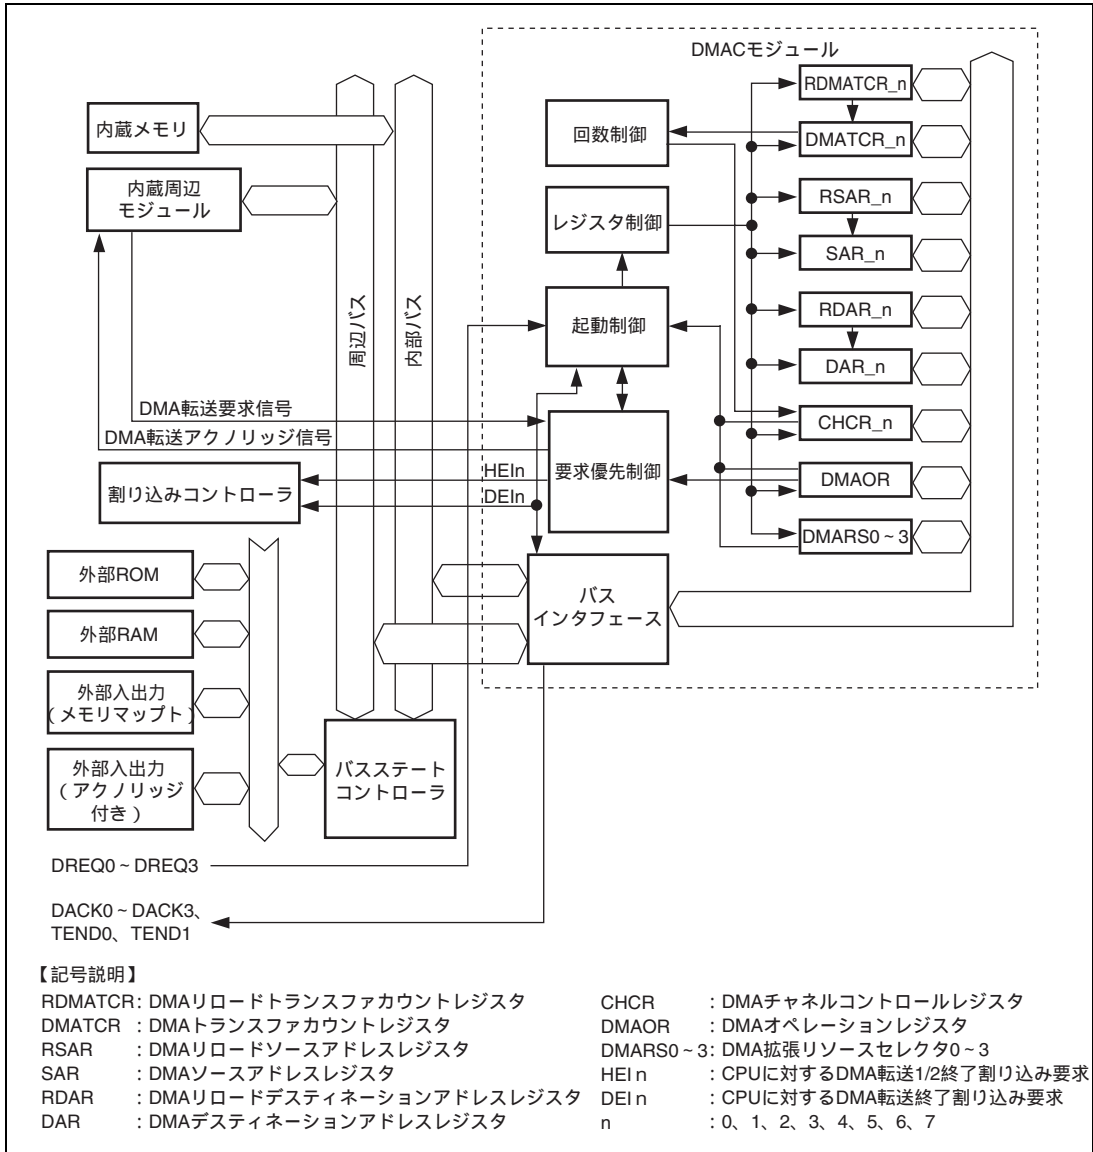 DMACモジュール
RDMATCR_n
内蔵メモリ
回数制御
DMATCR_n
内蔵周辺
モジュール
RSAR_n
レジスタ制御
SAR_n
周辺バス
内部バス
起動制御
RDAR_n
DAR_n
DMA転送要求信号
DMA転送アクノリッジ信号
CHCR_n
HEIn
要求優先制御
DMAOR
割り込みコントローラ
DEIn
DMARS0~3
外部ROM
バス
インタフェース
外部RAM
外部入出力
(メモリマップト)
外部入出力
(アクノリッジ
付き)
バスステート
コントローラ
DREQ0~DREQ3
DACK0~DACK3、
TEND0、TEND1
【記号説明】
RDMATCR: DMAリロードトランスファカウントレジスタ
DMATCR : DMAトランスファカウントレジスタ
RSAR : DMAリロードソースアドレスレジスタ
SAR : DMAソースアドレスレジスタ
RDAR : DMAリロードデスティネーションアドレスレジスタ
DAR : DMAデスティネーションアドレスレジスタ
CHCR : DMAチャネルコントロールレジスタ
DMAOR : DMAオペレーションレジスタ
DMARS0~3: DMA拡張リソースセレクタ0~3
HEIn : CPUに対するDMA転送1/2終了割り込み要求
DEIn : CPUに対するDMA転送終了割り込み要求
n : 0、1、2、3、4、5、6、7